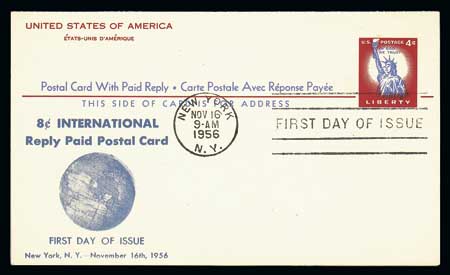 UNITED STATES OF AMERICA
ÉTATS-UNIS D'AMÉRIQUE
U.S. POSTAGE 4¢
WE TRUST
LIBERTY
Postal Card With Paid Reply • Carte Postale Avec Réponse Payée
THIS SIDE OF CARD IS FOR ADDRESS
8¢ INTERNATIONAL
Reply Paid Postal Card
NEW YORK
NOV 16
9-AM
1956
N.Y.
FIRST DAY OF ISSUE
FIRST DAY OF ISSUE
New York, N. Y.—November 16th, 1956